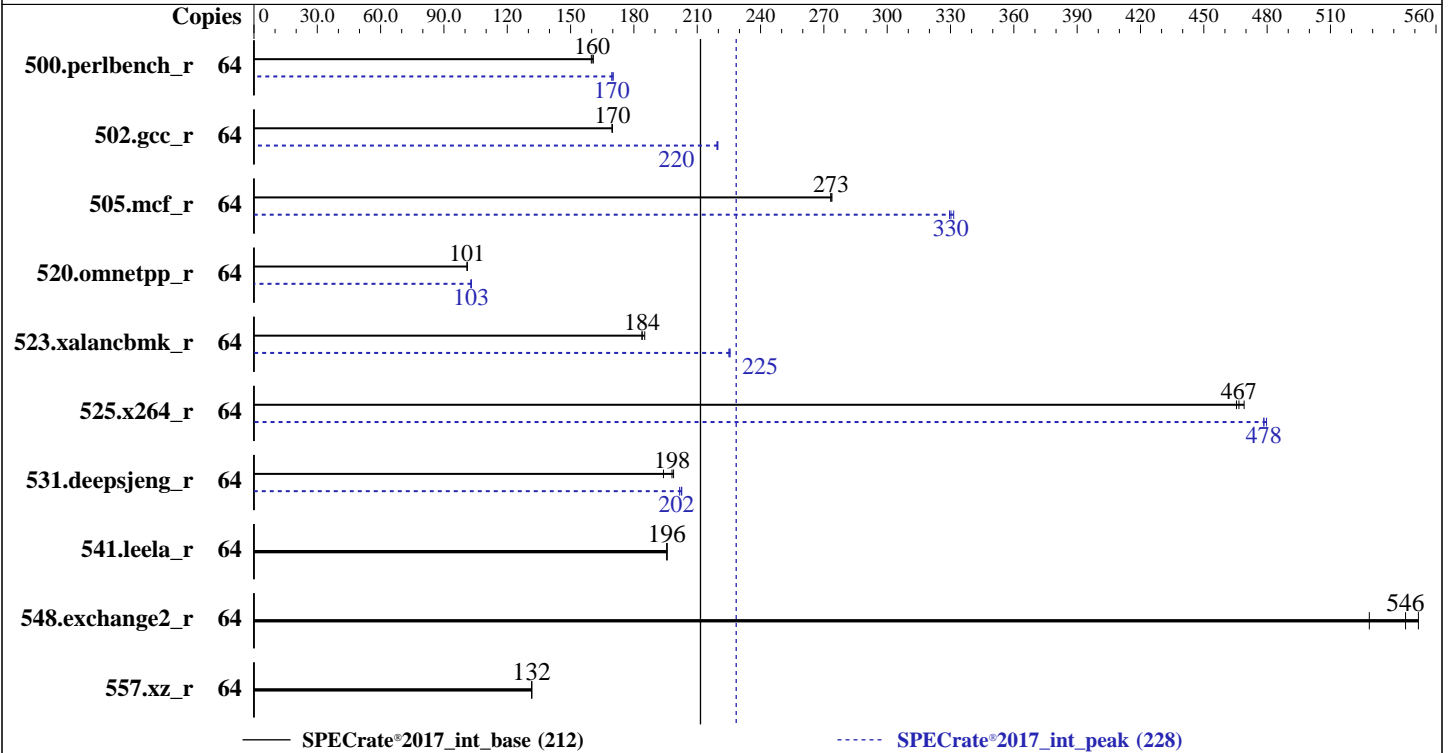 Copies 0 30.0 60.0 90.0 120 150 180 210 240 270 300 330 360 390 420 450 480 510 560
500.perlbench_r 64 160
170
502.gcc_r 64 170
220
505.mcf_r 64 273
330
520.omnetpp_r 64 101
103
523.xalancbmk_r 64 184
225
525.x264_r 64 467
478
531.deepsjeng_r 64 198
202
541.leela_r 64 196
548.exchange2_r 64 546
557.xz_r 64 132
SPECrate®2017_int_base (212) SPECrate®2017_int_peak (228)